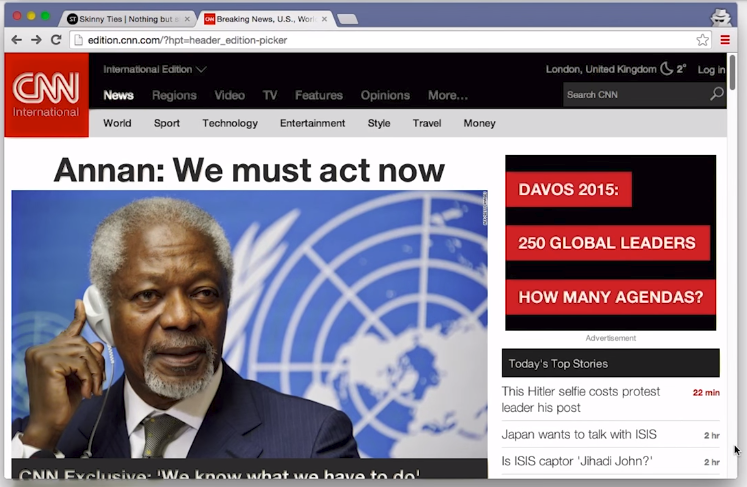 Skinny Ties | Nothing but s
Breaking News, U.S., Worl
edition.cnn.com/?hpt=header_edition-picker
CNN
International
International Edition
London, United Kingdom 2° Log in
News Regions Video TV Features Opinions More...
Search CNN
World Sport Technology Entertainment Style Travel Money
Annan: We must act now
CNN Exclusive: 'We know what we have to do'
DAVOS 2015:
250 GLOBAL LEADERS
HOW MANY AGENDAS?
Advertisement
Today's Top Stories
This Hitler selfie costs protest 22 min
leader his post
Japan wants to talk with ISIS 2 hr
Is ISIS captor 'Jihadi John?' 2 hr